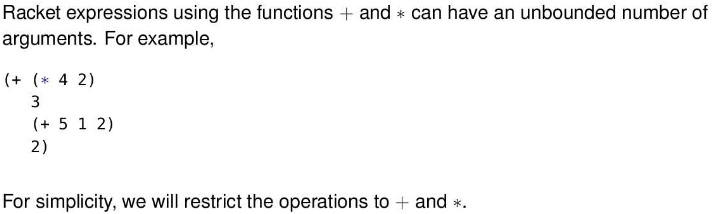 Racket expressions using the functions + and ∗ can have an unbounded number of
arguments. For example,
(+ (* 4 2)
3
(+ 5 1 2)
2)
For simplicity, we will restrict the operations to + and ∗.